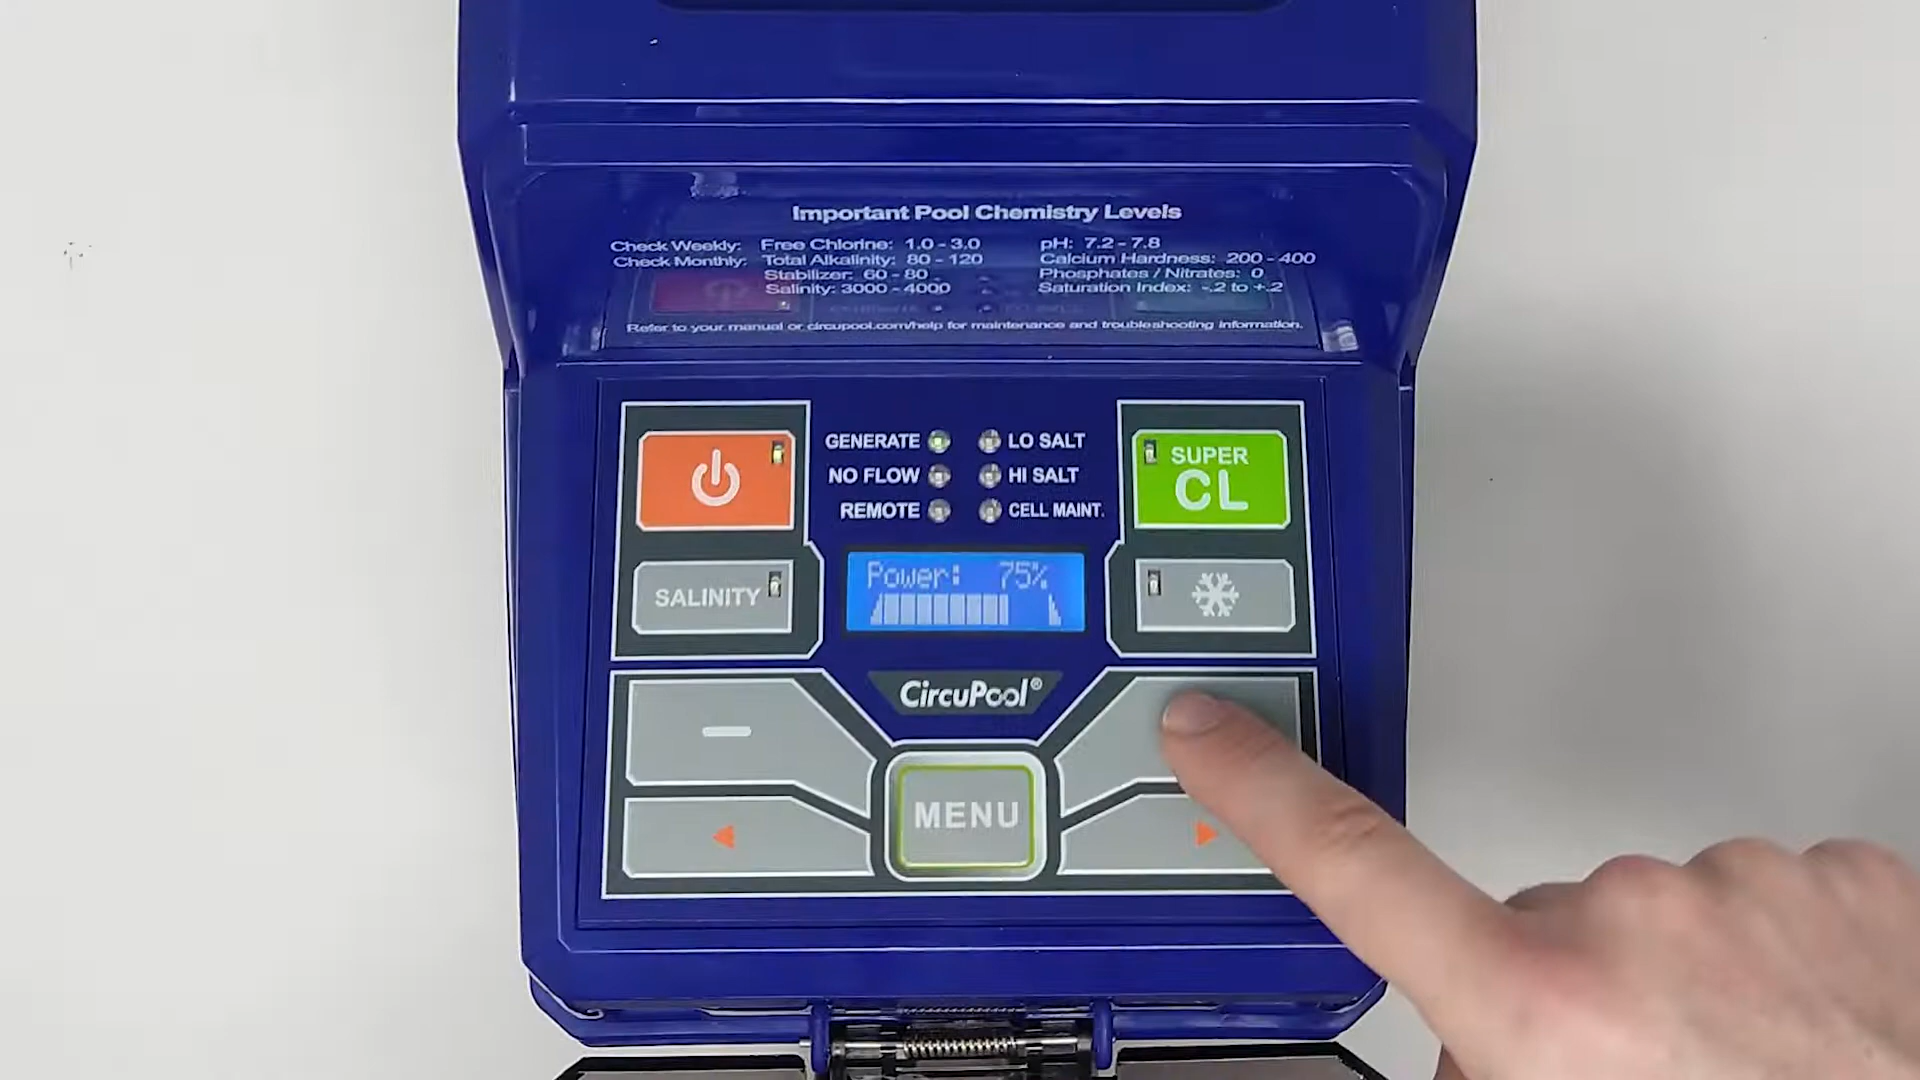 Important Pool Chemistry Levels
Check Weekly: Free Chlorine: 1.0 - 3.0 pH: 7.2 - 7.8
Check Monthly: Total Alkalinity: 80 - 120 Calcium Hardness: 200 - 400
Stabilizer: 60 - 80 Phosphates / Nitrates: 0
Salinity: 3000 - 4000 Saturation Index: -.2 to +.2
Refer to your manual or circupool.com/help for maintenance and troubleshooting information.
GENERATE LO SALT
NO FLOW HI SALT
REMOTE CELL MAINT.
SUPER
CL
SALINITY
Power: 75%
CircuPool®
MENU